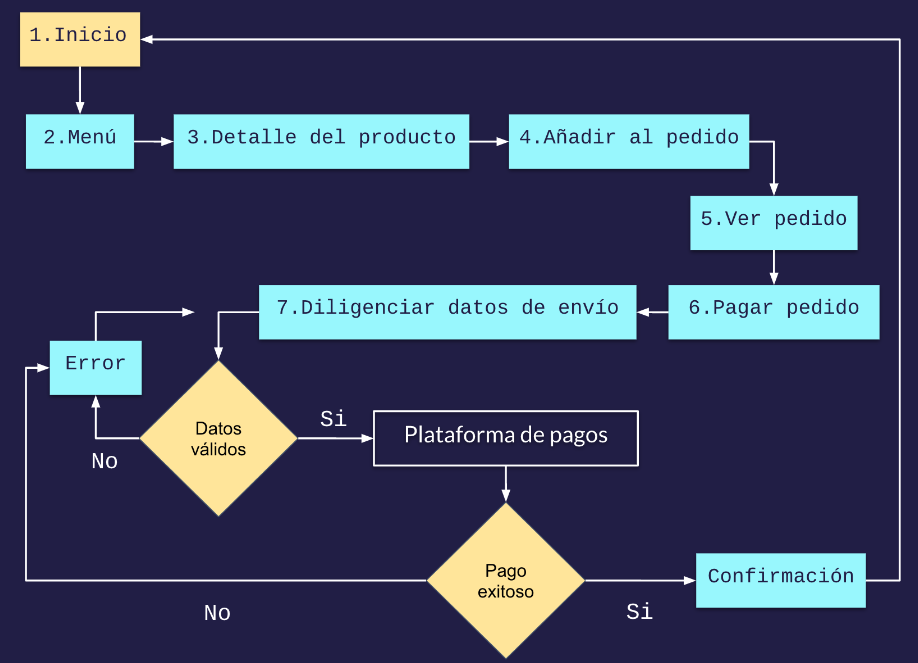 1.Inicio
2.Menú
3.Detalle del producto
4.Añadir al pedido
5.Ver pedido
6.Pagar pedido
7.Diligenciar datos de envío
Error
Datos
válidos
Si
No
Plataforma de pagos
Pago
exitoso
No
Si
Confirmación